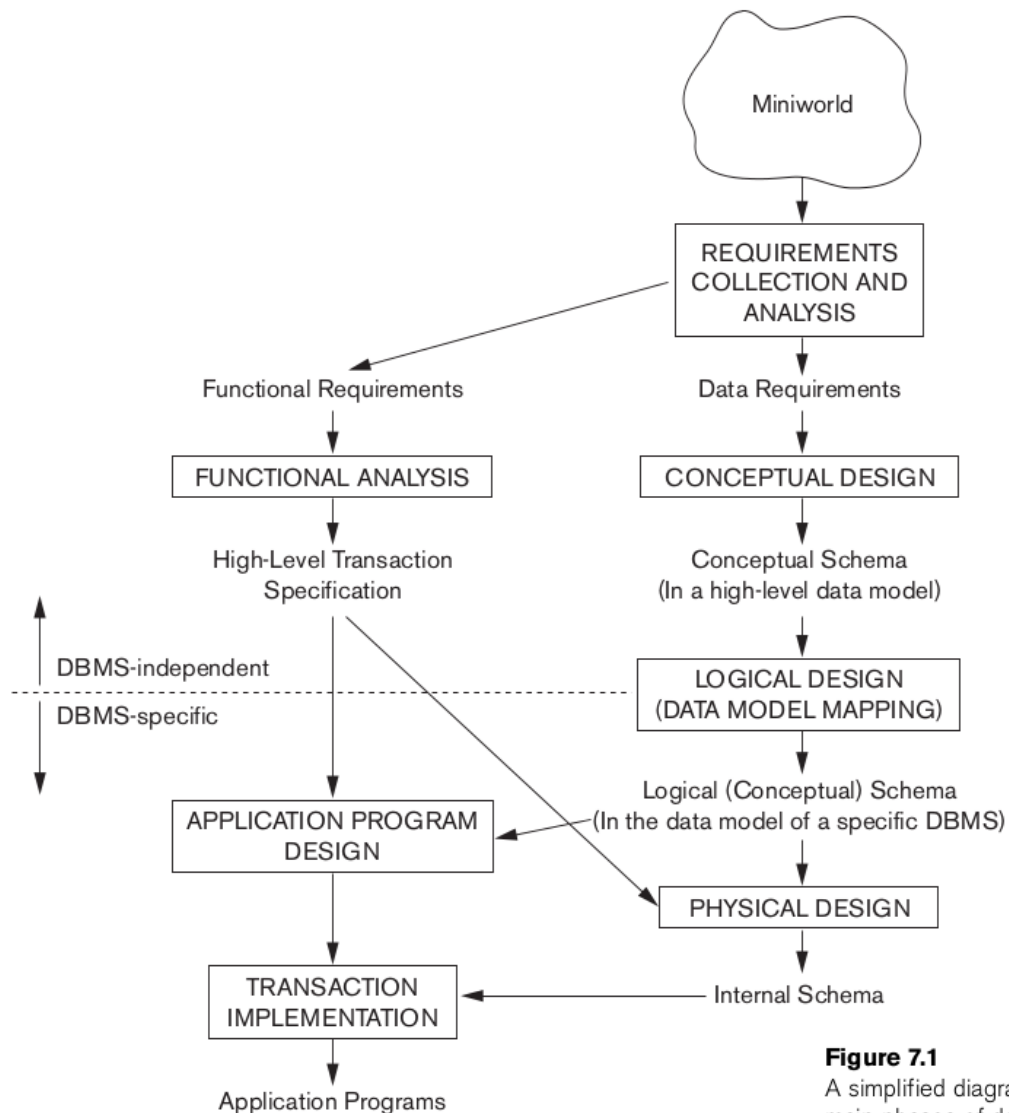 Miniworld
REQUIREMENTS
COLLECTION AND
ANALYSIS
Functional Requirements
Data Requirements
FUNCTIONAL ANALYSIS
CONCEPTUAL DESIGN
High-Level Transaction
Specification
Conceptual Schema
(In a high-level data model)
DBMS-independent
DBMS-specific
LOGICAL DESIGN
(DATA MODEL MAPPING)
Logical (Conceptual) Schema
(In the data model of a specific DBMS)
APPLICATION PROGRAM
DESIGN
PHYSICAL DESIGN
TRANSACTION
IMPLEMENTATION
Internal Schema
Application Programs
Figure 7.1
A simplified diagra